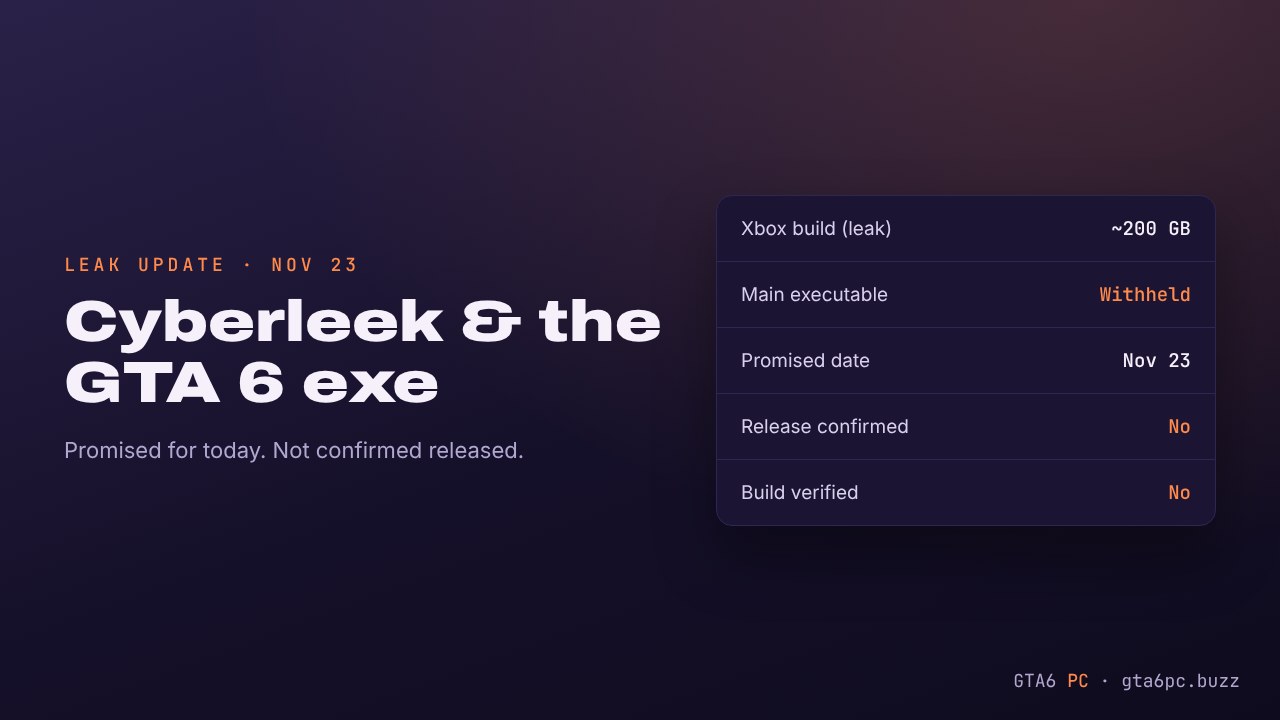 LEAK UPDATE · NOV 23
Cyberleek & the
GTA 6 exe
Promised for today. Not confirmed released.
Xbox build (leak) ~200 GB
Main executable Withheld
Promised date Nov 23
Release confirmed No
Build verified No
GTA6 PC · gta6pc.buzz